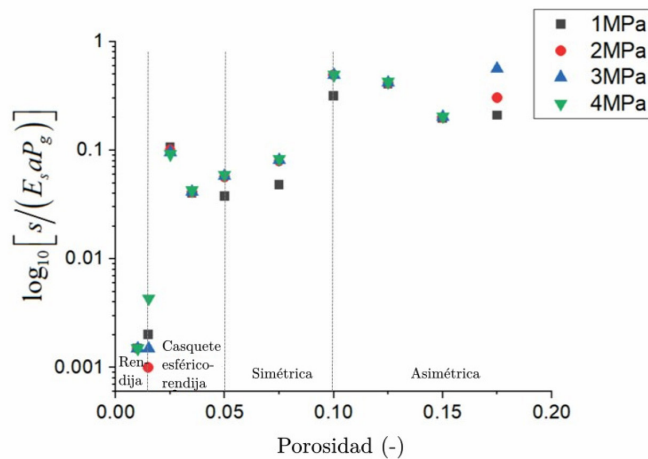 1MPa
2MPa
3MPa
4MPa
1
0.1
0.01
0.001
log₁₀[s/(EₛaP_g)]
Ren-
dija
Casquete
esférico-
rendija
Simétrica
Asimétrica
0.00
0.05
0.10
0.15
0.20
Porosidad (-)